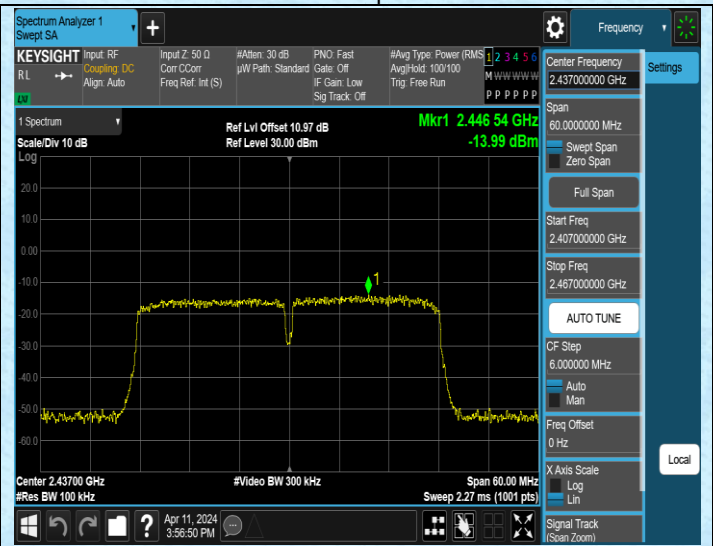 Spectrum Analyzer 1
Swept SA
+
Frequency
KEYSIGHT
RL
LXI
Input: RF
Coupling: DC
Align: Auto
Input Z: 50 Ω
Corr CCorr
Freq Ref: Int (S)
#Atten: 30 dB
µW Path: Standard
PNO: Fast
Gate: Off
IF Gain: Low
Sig Track: Off
#Avg Type: Power (RMS
Avg|Hold: 100/100
Trig: Free Run
1 2 3 4 5 6
M W W W W W
P P P P P P
1 Spectrum
Scale/Div 10 dB
Ref Lvl Offset 10.97 dB
Ref Level 30.00 dBm
Mkr1 2.446 54 GHz
-13.99 dBm
Log
20.0
10.0
0.00
-10.0
-20.0
-30.0
-40.0
-50.0
-60.0
1
Center 2.43700 GHz
#Res BW 100 kHz
#Video BW 300 kHz
Span 60.00 MHz
Sweep 2.27 ms (1001 pts)
Center Frequency
2.437000000 GHz
Span
60.0000000 MHz
Swept Span
Zero Span
Full Span
Start Freq
2.407000000 GHz
Stop Freq
2.467000000 GHz
AUTO TUNE
CF Step
6.000000 MHz
Auto
Man
Freq Offset
0 Hz
X Axis Scale
Log
Lin
Signal Track
(Span Zoom)
Settings
Local
?
Apr 11, 2024
3:56:50 PM